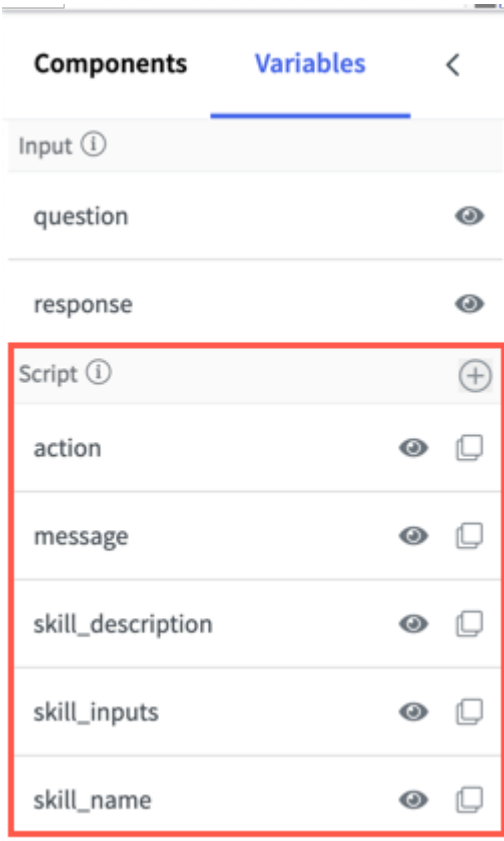 Components Variables
Input
question
response
Script
action
message
skill_description
skill_inputs
skill_name